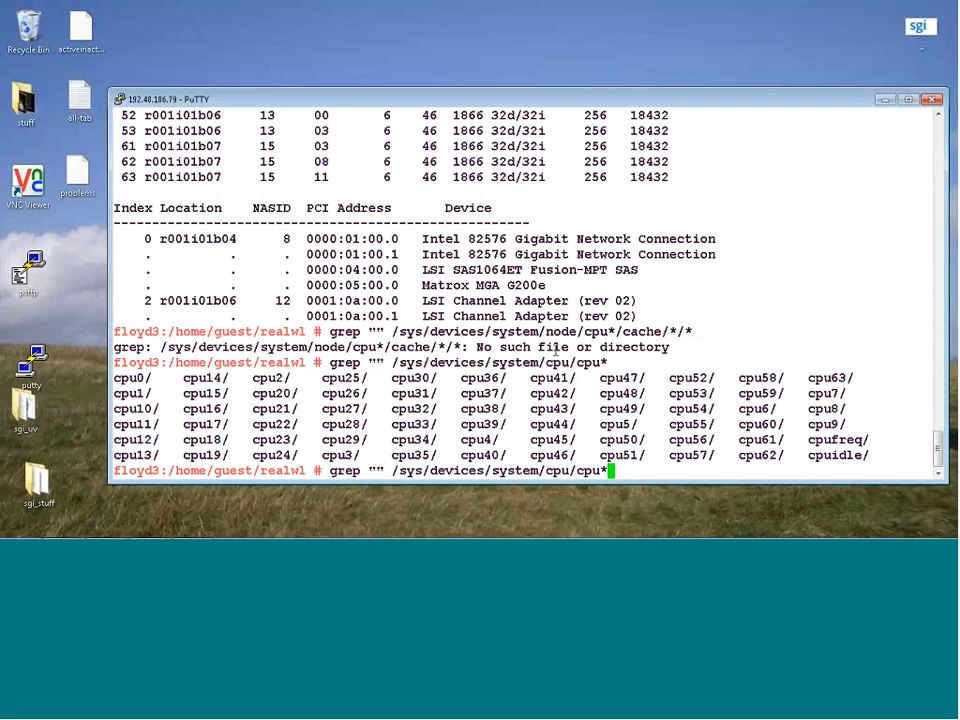 Recycle Bin
activeinact...
sgi
stuff
all-tab
VNC Viewer
problems
psftp
putty
sgi_uv
sgi_stuff
192.48.186.79 - PuTTY
52 r001i01b06 13 00 6 46 1866 32d/32i 256 18432
53 r001i01b06 13 03 6 46 1866 32d/32i 256 18432
61 r001i01b07 15 03 6 46 1866 32d/32i 256 18432
62 r001i01b07 15 08 6 46 1866 32d/32i 256 18432
63 r001i01b07 15 11 6 46 1866 32d/32i 256 18432
Index Location NASID PCI Address Device
------------------------------------------------------
0 r001i01b04 8 0000:01:00.0 Intel 82576 Gigabit Network Connection
. . . 0000:01:00.1 Intel 82576 Gigabit Network Connection
. . . 0000:04:00.0 LSI SAS1064ET Fusion-MPT SAS
. . . 0000:05:00.0 Matrox MGA G200e
2 r001i01b06 12 0001:0a:00.0 LSI Channel Adapter (rev 02)
. . . 0001:0a:00.1 LSI Channel Adapter (rev 02)
floyd3:/home/guest/realwl # grep "" /sys/devices/system/node/cpu*/cache/*/*
grep: /sys/devices/system/node/cpu*/cache/*/*: No such file or directory
floyd3:/home/guest/realwl # grep "" /sys/devices/system/cpu/cpu*
cpu0/ cpu14/ cpu2/ cpu25/ cpu30/ cpu36/ cpu41/ cpu47/ cpu52/ cpu58/ cpu63/
cpu1/ cpu15/ cpu20/ cpu26/ cpu31/ cpu37/ cpu42/ cpu48/ cpu53/ cpu59/ cpu7/
cpu10/ cpu16/ cpu21/ cpu27/ cpu32/ cpu38/ cpu43/ cpu49/ cpu54/ cpu6/ cpu8/
cpu11/ cpu17/ cpu22/ cpu28/ cpu33/ cpu39/ cpu44/ cpu5/ cpu55/ cpu60/ cpu9/
cpu12/ cpu18/ cpu23/ cpu29/ cpu34/ cpu4/ cpu45/ cpu50/ cpu56/ cpu61/ cpufreq/
cpu13/ cpu19/ cpu24/ cpu3/ cpu35/ cpu40/ cpu46/ cpu51/ cpu57/ cpu62/ cpuidle/
floyd3:/home/guest/realwl # grep "" /sys/devices/system/cpu/cpu*